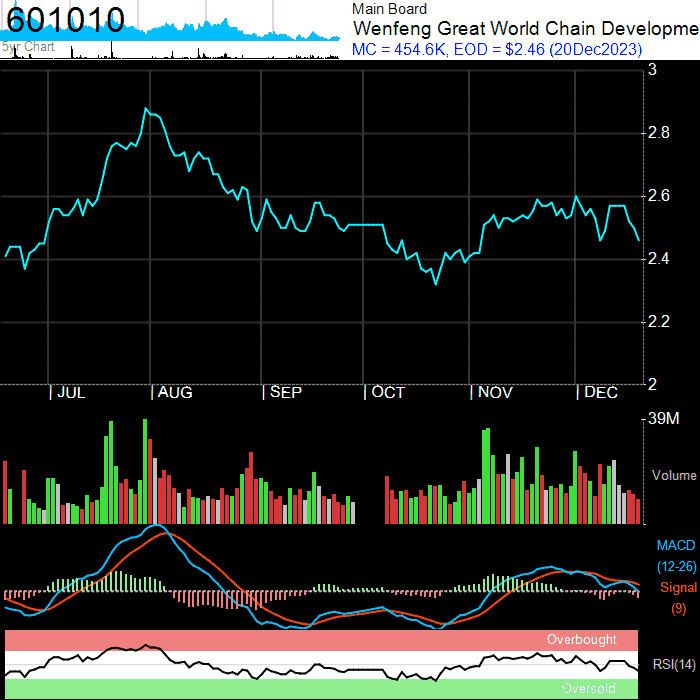 601010
5yr Chart
Main Board
Wenfeng Great World Chain Developme
MC = 454.6K, EOD = $2.46 (20Dec2023)
3
2.8
2.6
2.4
2.2
2
| JUL | AUG | SEP | OCT | NOV | DEC
39M
Volume
MACD
(12-26)
Signal
(9)
Overbought
RSI(14)
Oversold